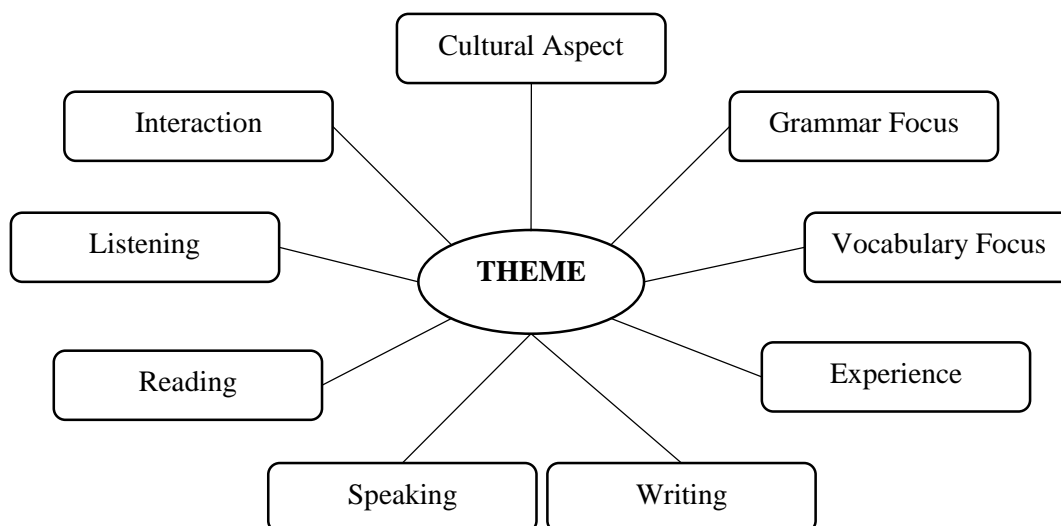 Cultural Aspect
Interaction
Grammar Focus
Listening
Vocabulary Focus
THEME
Reading
Experience
Speaking
Writing